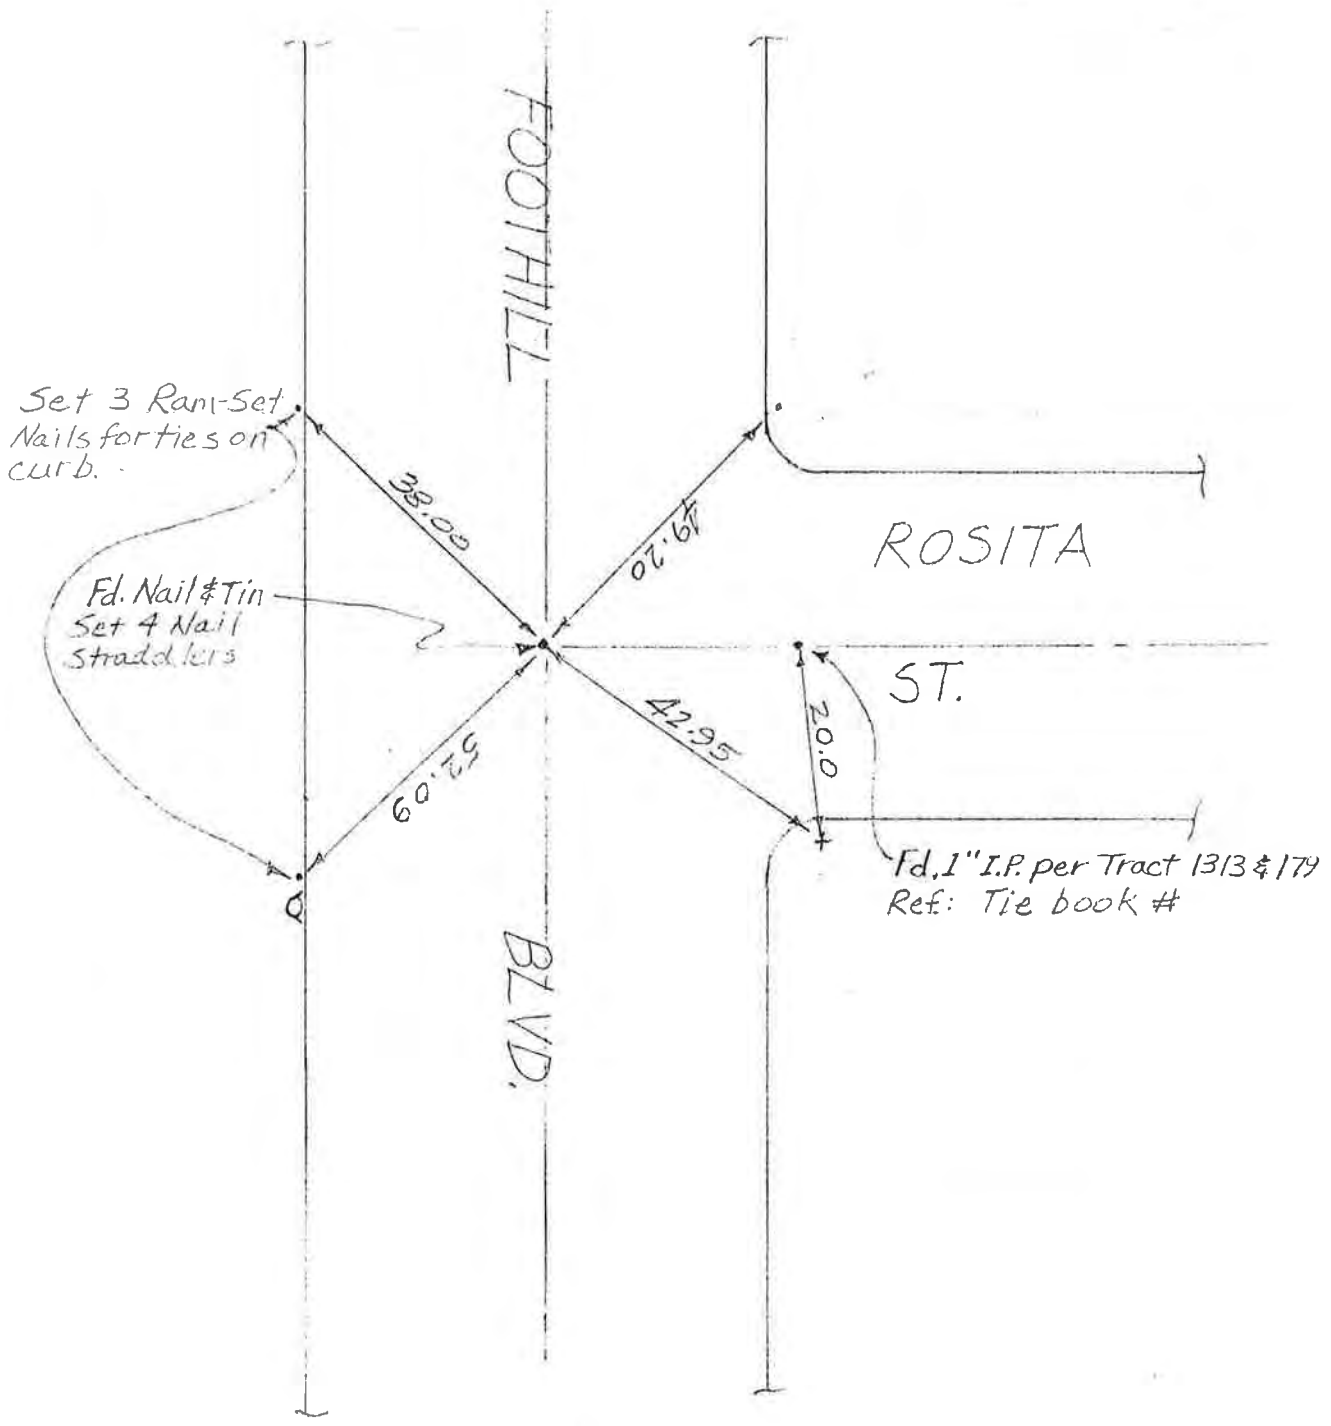 FOOTHILL
Set 3 Ram-Set
Nails for ties on
curb.
38.00
49.20
ROSITA
Fd. Nail & Tin
Set 4 Nail
Straddlers
ST.
42.95
20.0
52.09
Fd. 1" I.P. per Tract 1313 & 179
Ref: Tie book #
BLVD.